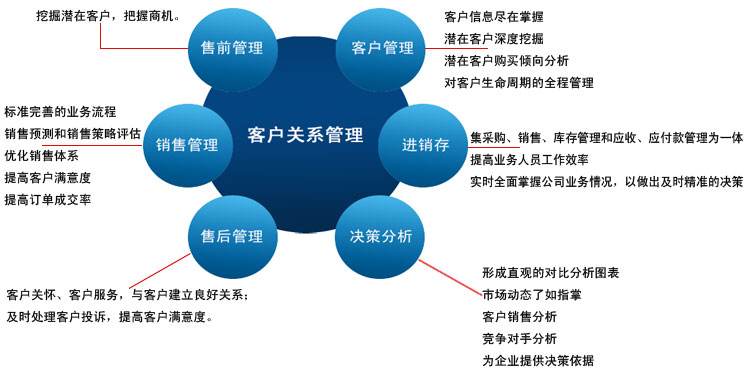 挖掘潜在客户，把握商机。
售前管理
客户管理
客户信息尽在掌握
潜在客户深度挖掘
潜在客户购买倾向分析
对客户生命周期的全程管理
标准完善的业务流程
销售预测和销售策略评估
优化销售体系
提高客户满意度
提高订单成交率
销售管理
客户关系管理
进销存
集采购、销售、库存管理和应收、应付款管理为一体
提高业务人员工作效率
实时全面掌握公司业务情况，以做出及时精准的决策
售后管理
决策分析
客户关怀、客户服务，与客户建立良好关系；
及时处理客户投诉，提高客户满意度。
形成直观的对比分析图表
市场动态了如指掌
客户销售分析
竞争对手分析
为企业提供决策依据